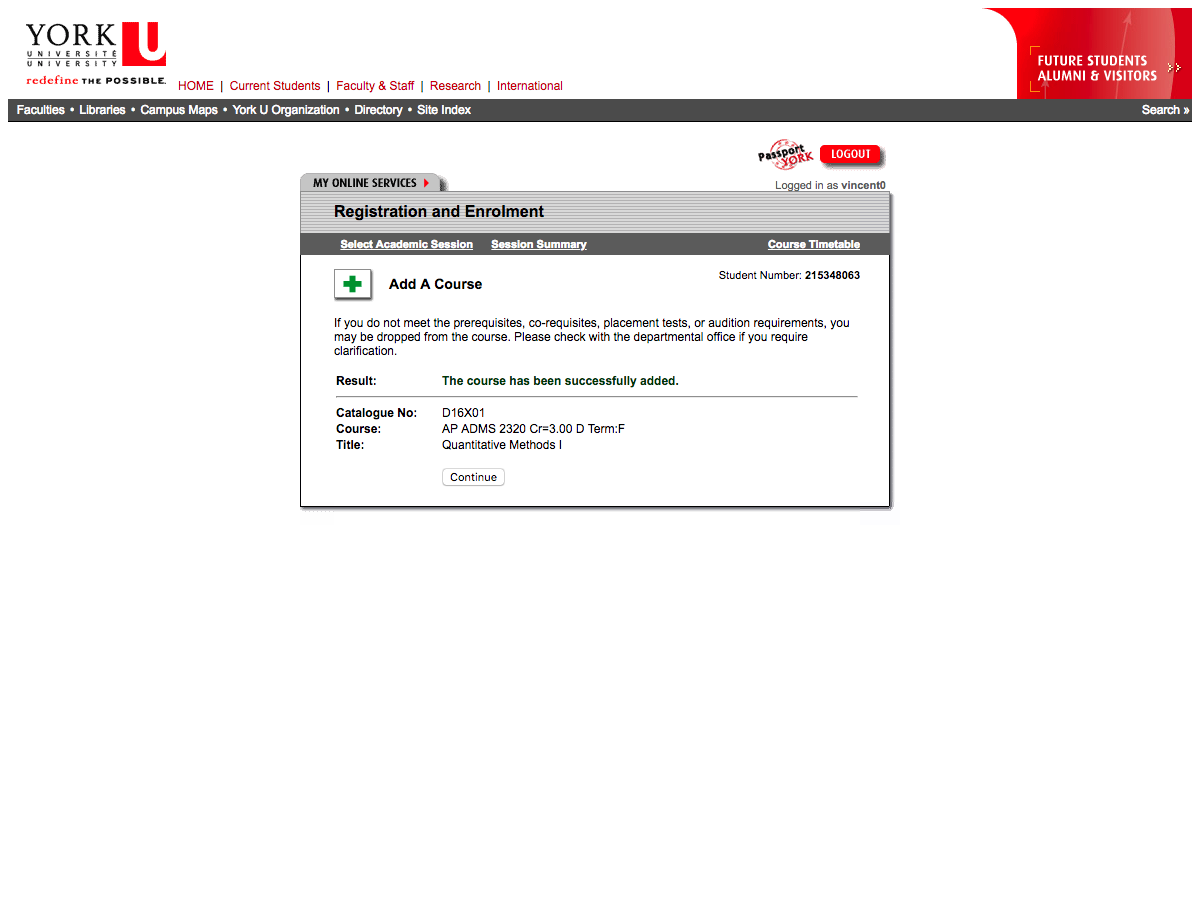 YORK U
UNIVERSITÉ
UNIVERSITY
redefine THE POSSIBLE.
HOME | Current Students | Faculty & Staff | Research | International
FUTURE STUDENTS
ALUMNI & VISITORS
Faculties • Libraries • Campus Maps • York U Organization • Directory • Site Index
Search »
Passport YORK
LOGOUT
MY ONLINE SERVICES
Logged in as vincent0
Registration and Enrolment
Select Academic Session Session Summary Course Timetable
Add A Course
Student Number: 215348063
If you do not meet the prerequisites, co-requisites, placement tests, or audition requirements, you
may be dropped from the course. Please check with the departmental office if you require
clarification.
Result: The course has been successfully added.
Catalogue No: D16X01
Course: AP ADMS 2320 Cr=3.00 D Term:F
Title: Quantitative Methods I
Continue